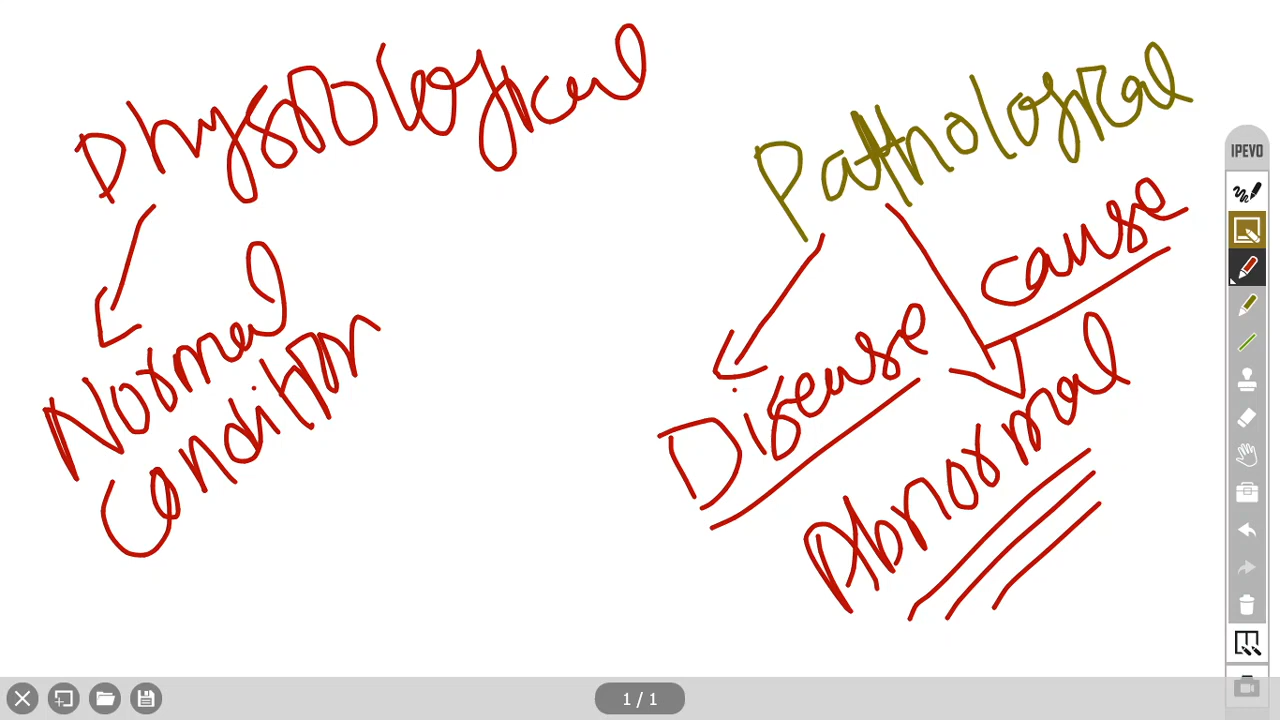 Physiological
Normal
condition
Pathological
cause
Disease
Abnormal
IPEVO
1 / 1